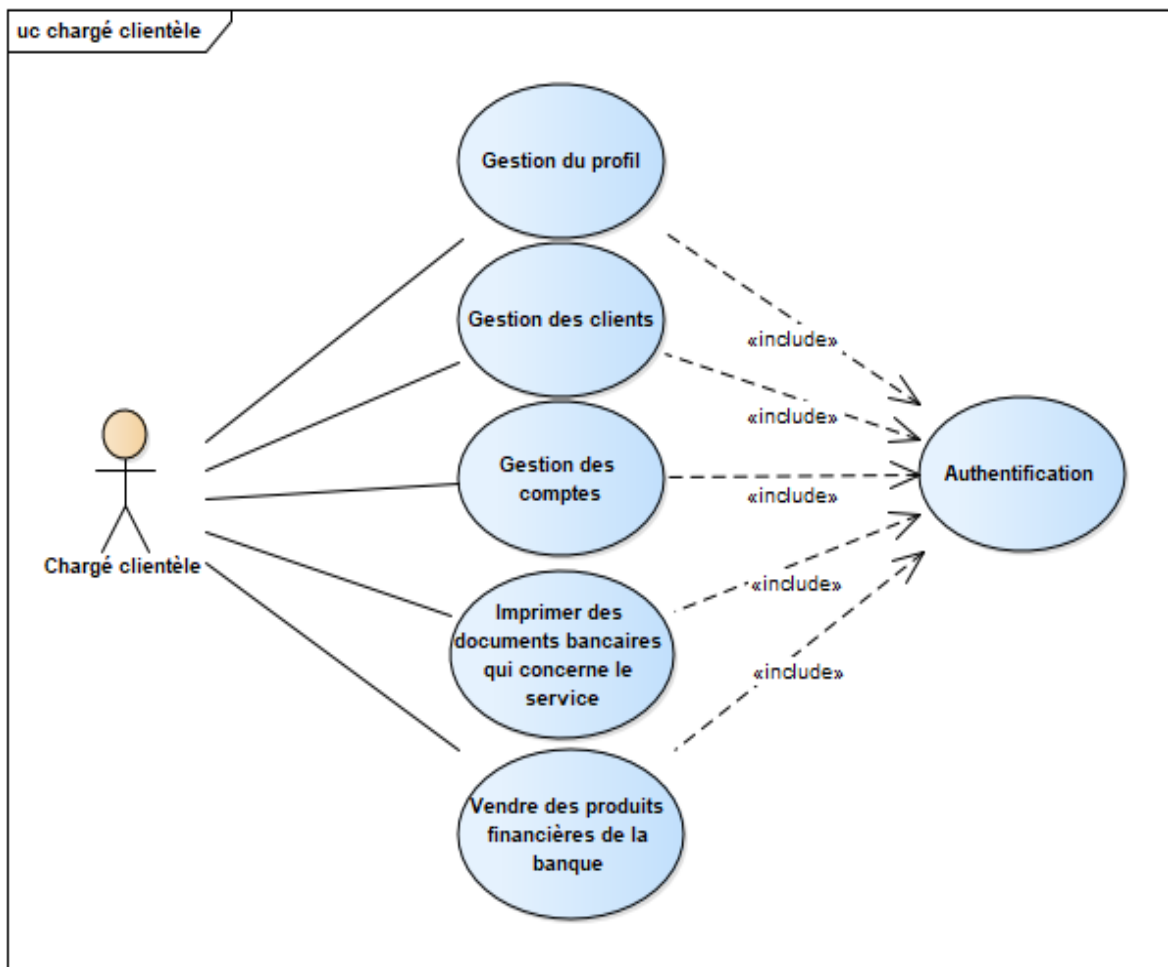 uc chargé clientèle
Gestion du profil
Gestion des clients
Gestion des
comptes
Imprimer des
documents bancaires
qui concerne le
service
Vendre des produits
financières de la
banque
Chargé clientèle
«include»
«include»
«include»
«include»
«include»
Authentification